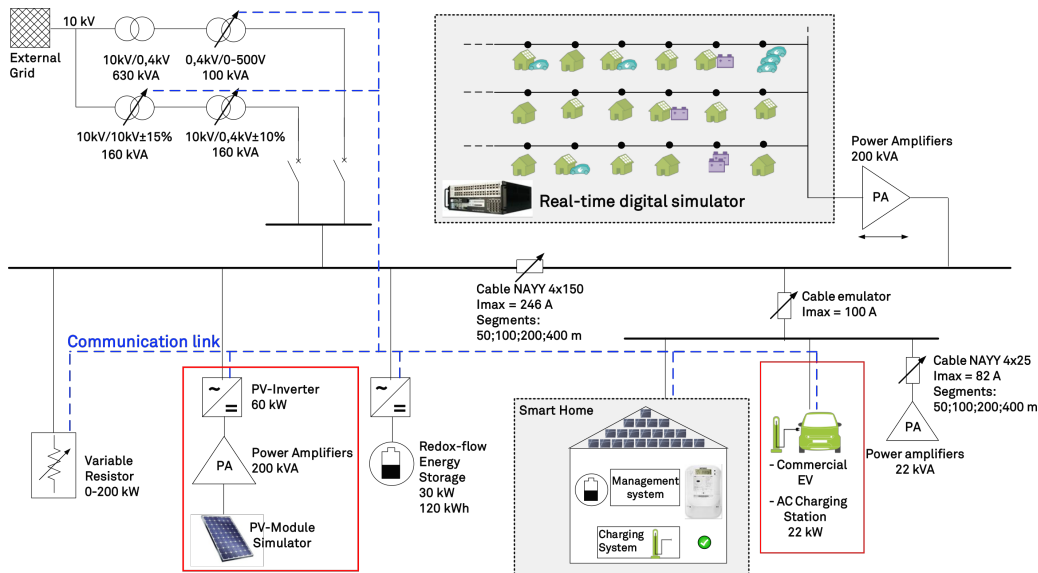 10 kV
External
Grid
10kV/0,4kV
630 kVA
0,4kV/0-500V
100 kVA
10kV/10kV±15%
160 kVA
10kV/0,4kV±10%
160 kVA
Real-time digital simulator
Power Amplifiers
200 kVA
PA
Cable NAYY 4x150
Imax = 246 A
Segments:
50;100;200;400 m
Cable emulator
Imax = 100 A
Communication link
Cable NAYY 4x25
Imax = 82 A
Segments:
50;100;200;400 m
PA
Power amplifiers
22 kVA
Variable
Resistor
0-200 kW
PV-Inverter
60 kW
PA
Power Amplifiers
200 kVA
PV-Module
Simulator
Redox-flow
Energy
Storage
30 kW
120 kWh
Smart Home
Management
system
Charging
System
- Commercial
EV
- AC Charging
Station
22 kW